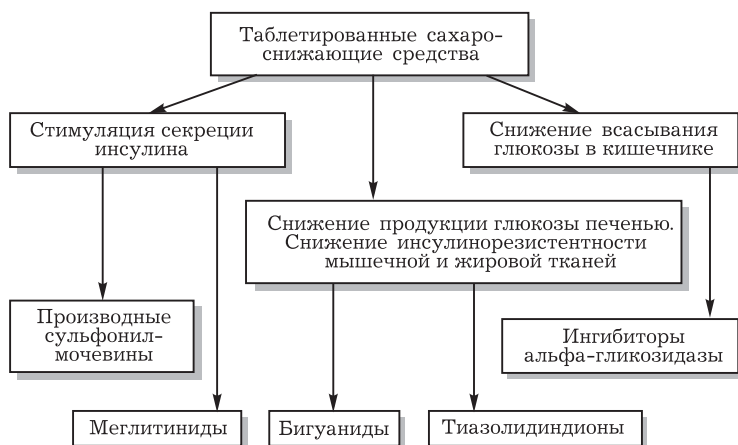 Таблетированные сахаро-
снижающие средства
Стимуляция секреции
инсулина
Снижение всасывания
глюкозы в кишечнике
Снижение продукции глюкозы печенью.
Снижение инсулинорезистентности
мышечной и жировой тканей
Производные
сульфонил-
мочевины
Ингибиторы
альфа-гликозидазы
Меглитиниды
Бигуаниды
Тиазолидиндионы